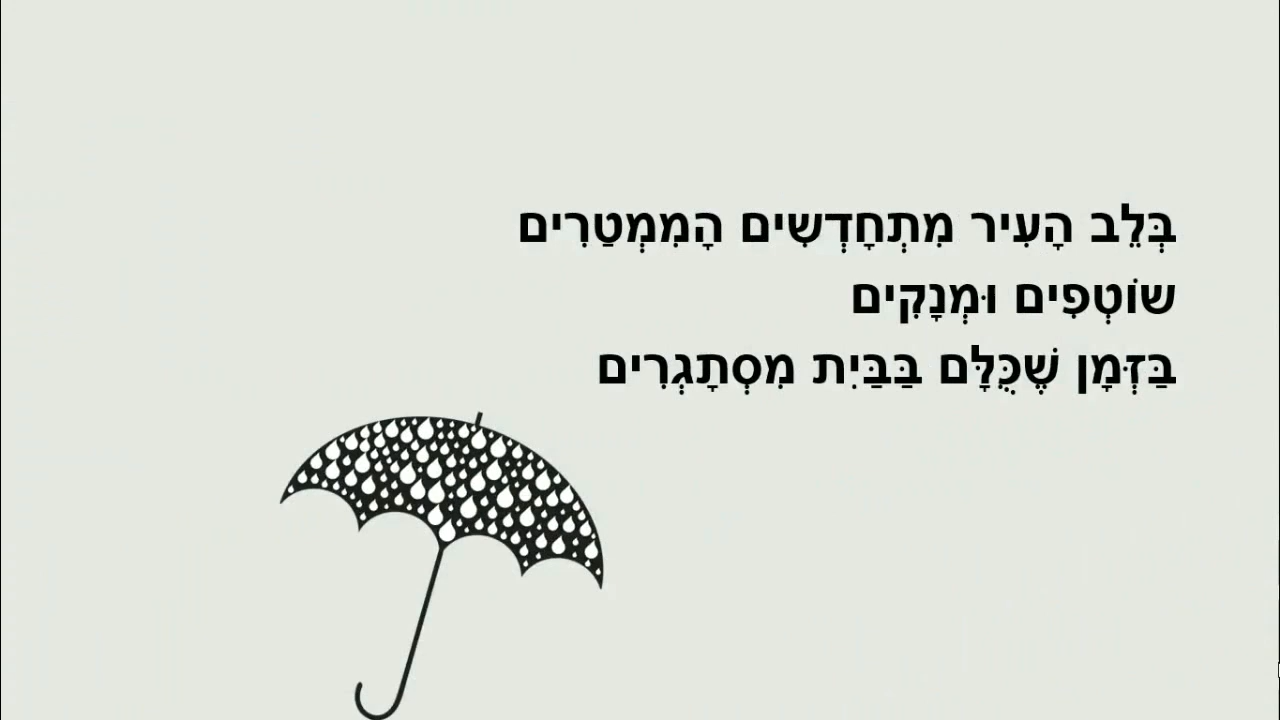 בְּלֵב הָעִיר מִתְחָדְשִׁים הָמִמְטַרִים
שׁוֹטְפִים וּמְנָקִים
בַּזְּמָן שֶׁכֻּלָּם בַּבַּיִת מִסְתָגְרִים